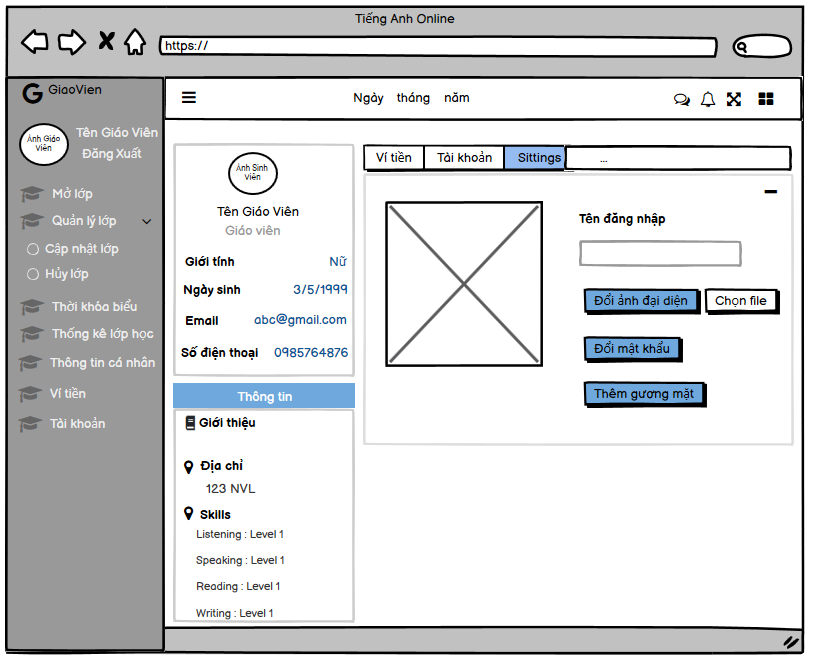 Tiếng Anh Online
https://
GiaoVien
Ngày tháng năm
Ảnh Giáo Viên
Tên Giáo Viên
Đăng Xuất
Mở lớp
Quản lý lớp
Cập nhật lớp
Hủy lớp
Thời khóa biểu
Thống kê lớp học
Thông tin cá nhân
Ví tiền
Tài khoản
Ảnh Sinh Viên
Tên Giáo Viên
Giáo viên
Giới tính Nữ
Ngày sinh 3/5/1999
Email abc@gmail.com
Số điện thoại 0985764876
Thông tin
Giới thiệu
Địa chỉ
123 NVL
Skills
Listening : Level 1
Speaking : Level 1
Reading : Level 1
Writing : Level 1
Ví tiền Tài khoản Sittings ...
Tên đăng nhập
Đổi ảnh đại diện Chọn file
Đổi mật khẩu
Thêm gương mặt